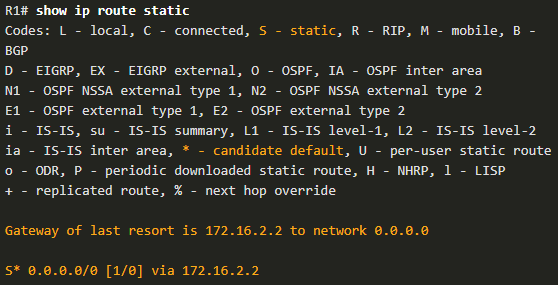 R1# show ip route static
Codes: L - local, C - connected, S - static, R - RIP, M - mobile, B -
BGP
D - EIGRP, EX - EIGRP external, O - OSPF, IA - OSPF inter area
N1 - OSPF NSSA external type 1, N2 - OSPF NSSA external type 2
E1 - OSPF external type 1, E2 - OSPF external type 2
i - IS-IS, su - IS-IS summary, L1 - IS-IS level-1, L2 - IS-IS level-2
ia - IS-IS inter area, * - candidate default, U - per-user static route
o - ODR, P - periodic downloaded static route, H - NHRP, l - LISP
+ - replicated route, % - next hop override
Gateway of last resort is 172.16.2.2 to network 0.0.0.0
S* 0.0.0.0/0 [1/0] via 172.16.2.2